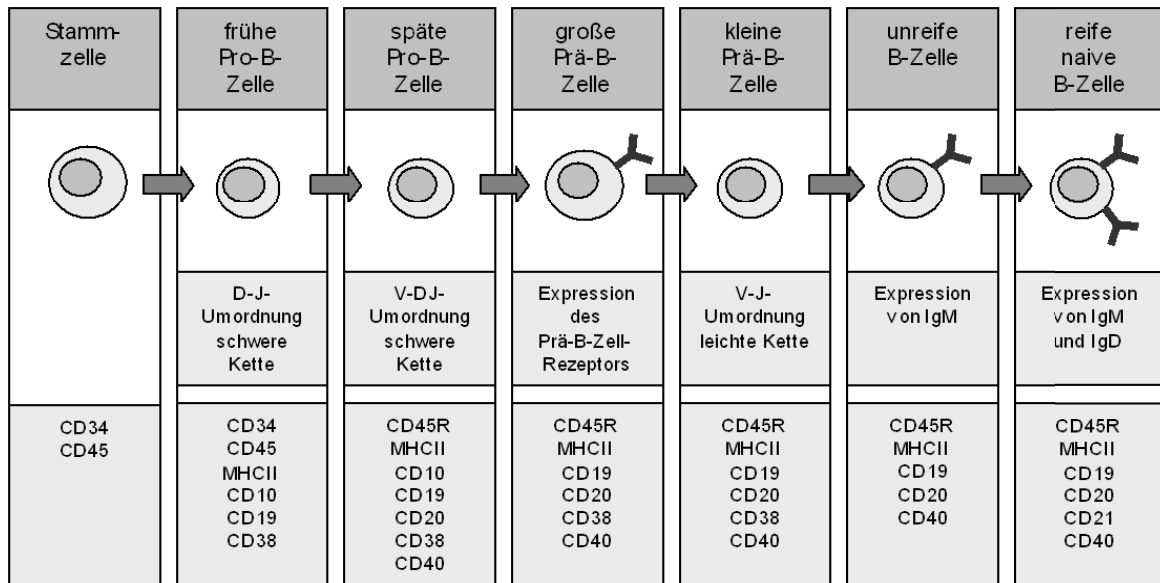 Stamm-
zelle
frühe
Pro-B-
Zelle
späte
Pro-B-
Zelle
große
Prä-B-
Zelle
kleine
Prä-B-
Zelle
unreife
B-Zelle
reife
naive
B-Zelle
D-J-
Umordnung
schwere
Kette
V-DJ-
Umordnung
schwere
Kette
Expression
des
Prä-B-Zell-
Rezeptors
V-J-
Umordnung
leichte Kette
Expression
von IgM
Expression
von IgM
und IgD
CD34
CD45
CD34
CD45
MHCII
CD10
CD19
CD38
CD45R
MHCII
CD10
CD19
CD20
CD38
CD40
CD45R
MHCII
CD19
CD20
CD38
CD40
CD45R
MHCII
CD19
CD20
CD38
CD40
CD45R
MHCII
CD19
CD20
CD40
CD45R
MHCII
CD19
CD20
CD21
CD40